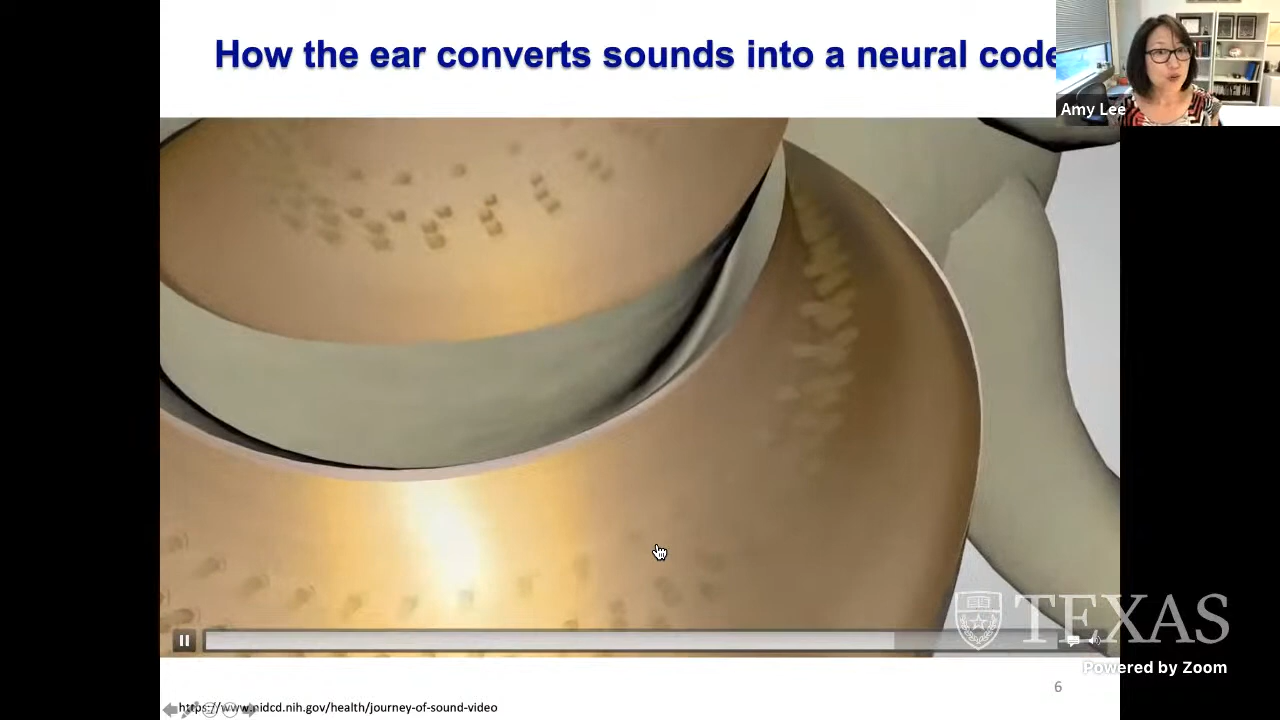 How the ear converts sounds into a neural code
Amy Lee
TEXAS
Powered by Zoom
6
https://www.nidcd.nih.gov/health/journey-of-sound-video